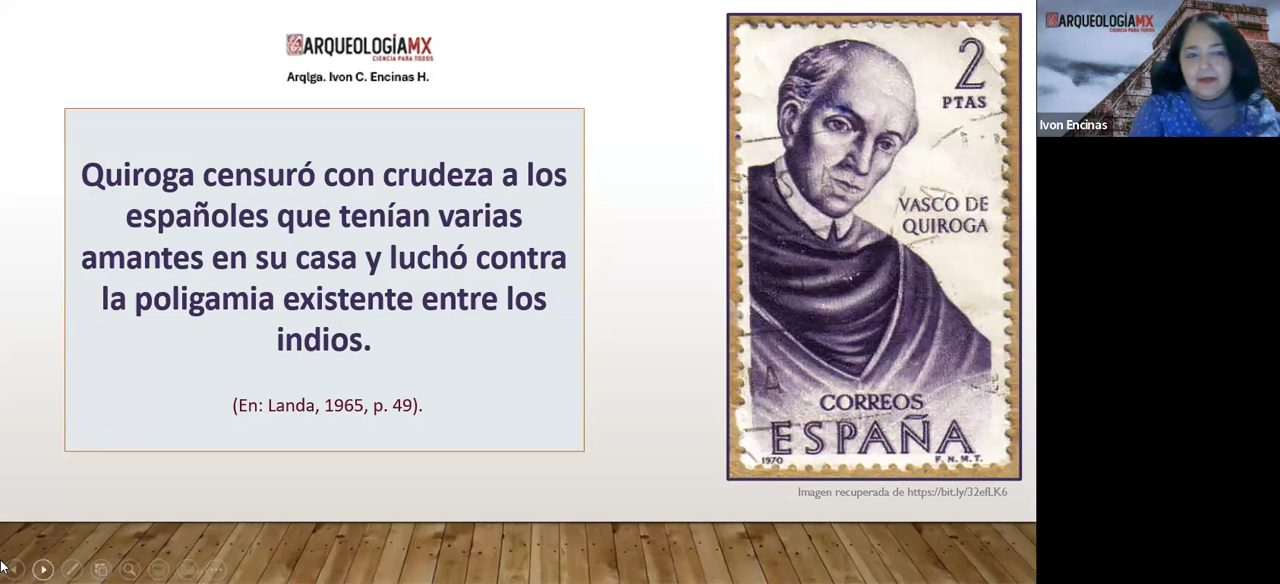 ARQUEOLOGÍAMX
CIENCIA PARA TODOS
Arqlga. Ivon C. Encinas H.
Quiroga censuró con crudeza a los
españoles que tenían varias
amantes en su casa y luchó contra
la poligamia existente entre los
indios.
(En: Landa, 1965, p. 49).
2
PTAS
VASCO DE
QUIROGA
CORREOS
ESPAÑA
1970 F. N. M. T.
Imagen recuperada de https://bit.ly/32efLK6
ARQUEOLOGÍAMX
CIENCIA PARA TODOS
Ivon Encinas